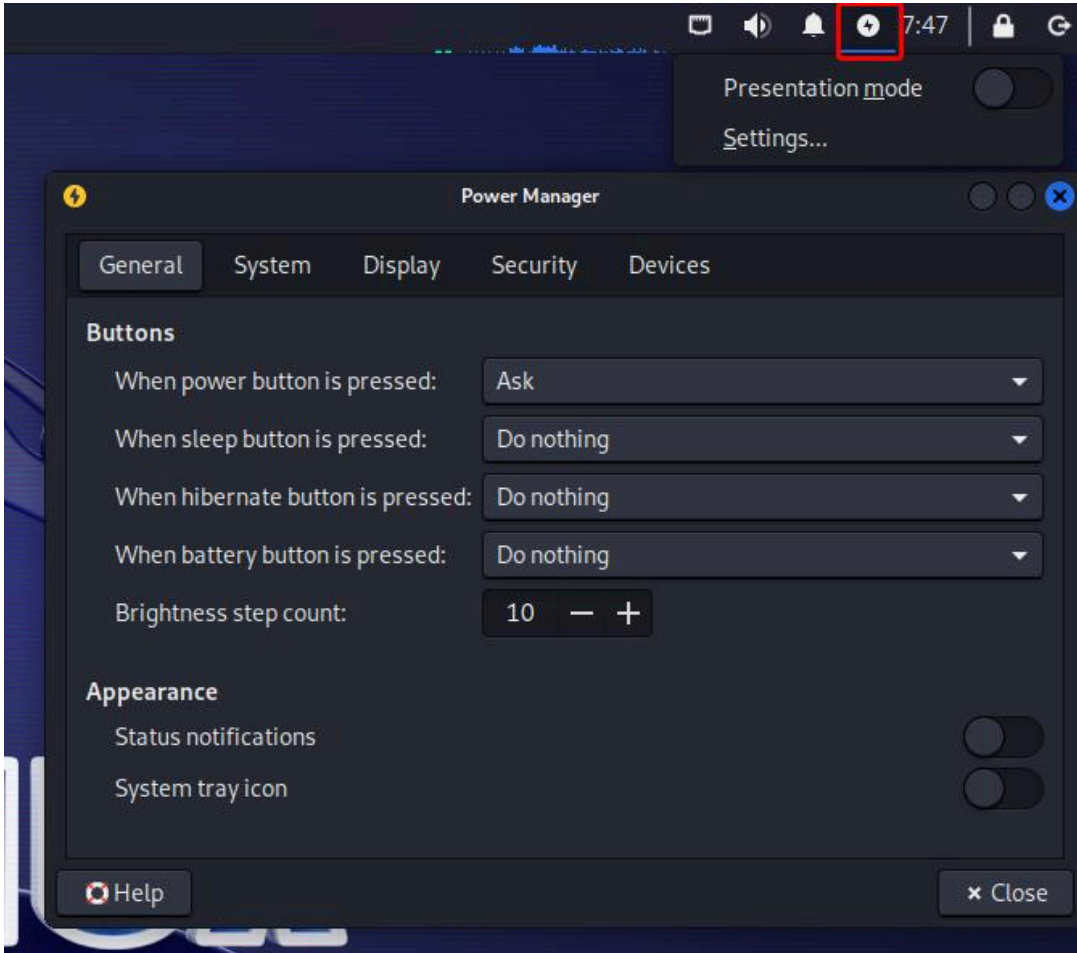 7:47
Presentation mode
Settings...
Power Manager
General System Display Security Devices
Buttons
When power button is pressed: Ask
When sleep button is pressed: Do nothing
When hibernate button is pressed: Do nothing
When battery button is pressed: Do nothing
Brightness step count: 10 − +
Appearance
Status notifications
System tray icon
Help × Close